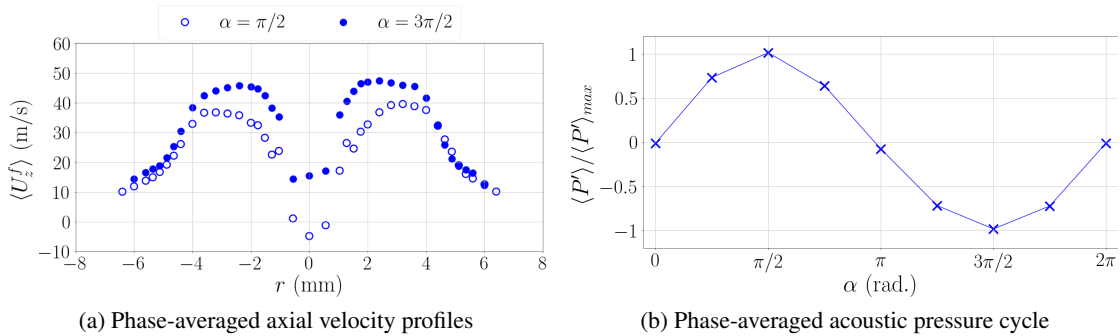 α = π/2
α = 3π/2
60
50
40
30
20
10
0
−10
⟨U_z^f⟩ (m/s)
−8
−6
−4
−2
0
2
4
6
8
r (mm)
(a) Phase-averaged axial velocity profiles
1
0.5
0
−0.5
−1
⟨P′⟩/⟨P′⟩_max
0
π/2
π
3π/2
2π
α (rad.)
(b) Phase-averaged acoustic pressure cycle